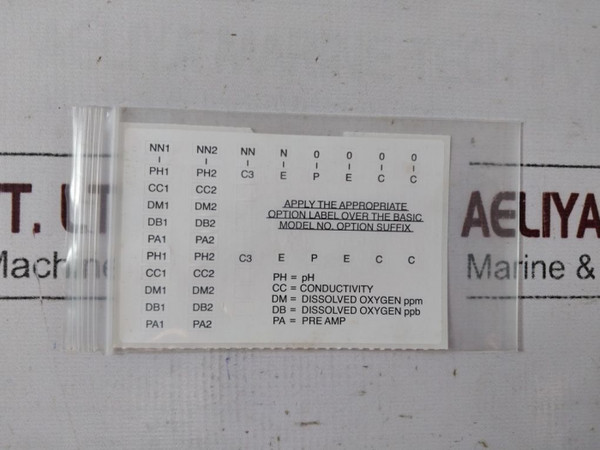 NN1 NN2 NN N 0 0 0 0
PH1 PH2 C3 E P E C C
CC1 CC2
DM1 DM2
DB1 DB2
PA1 PA2
APPLY THE APPROPRIATE
OPTION LABEL OVER THE BASIC
MODEL NO. OPTION SUFFIX
PH1 PH2 C3 E P E C C
CC1 CC2
DM1 DM2
DB1 DB2
PA1 PA2
PH = pH
CC = CONDUCTIVITY
DM = DISSOLVED OXYGEN ppm
DB = DISSOLVED OXYGEN ppb
PA = PRE AMP
T. LT
Machine
AELIYA
Marine &